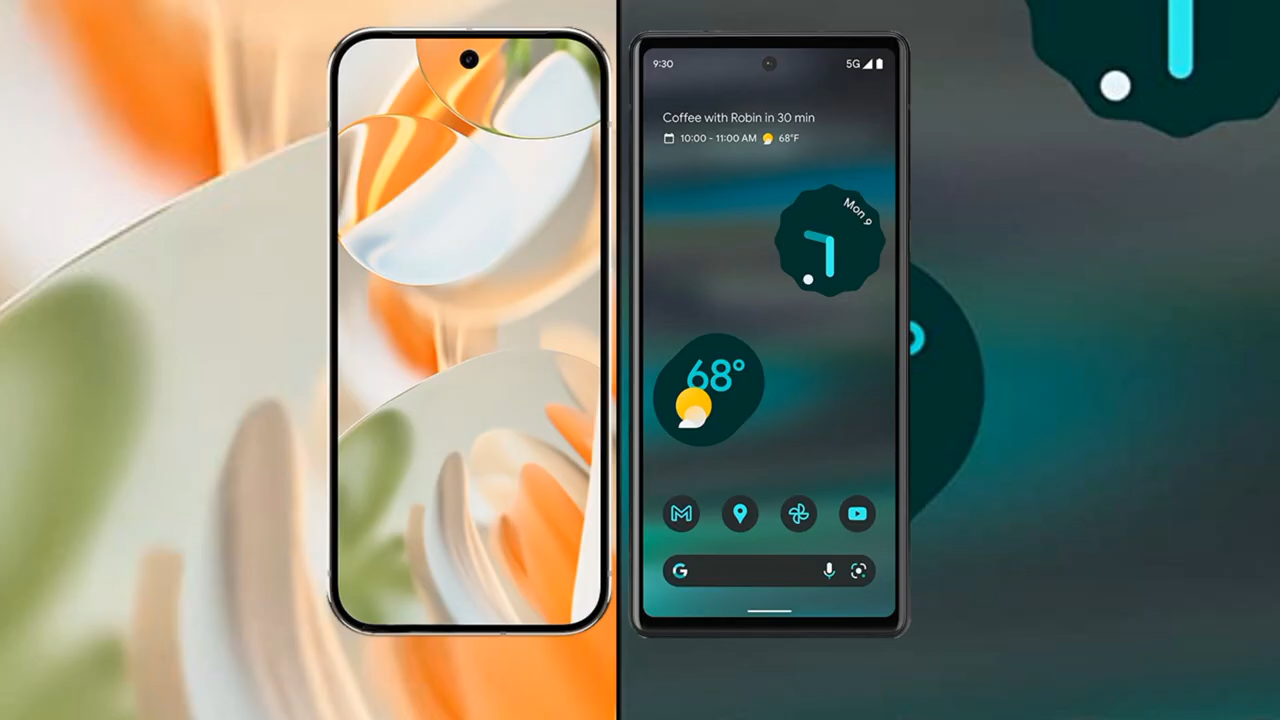 9:30
5G
Coffee with Robin in 30 min
10:00 - 11:00 AM 68°F
Mon 9
68°